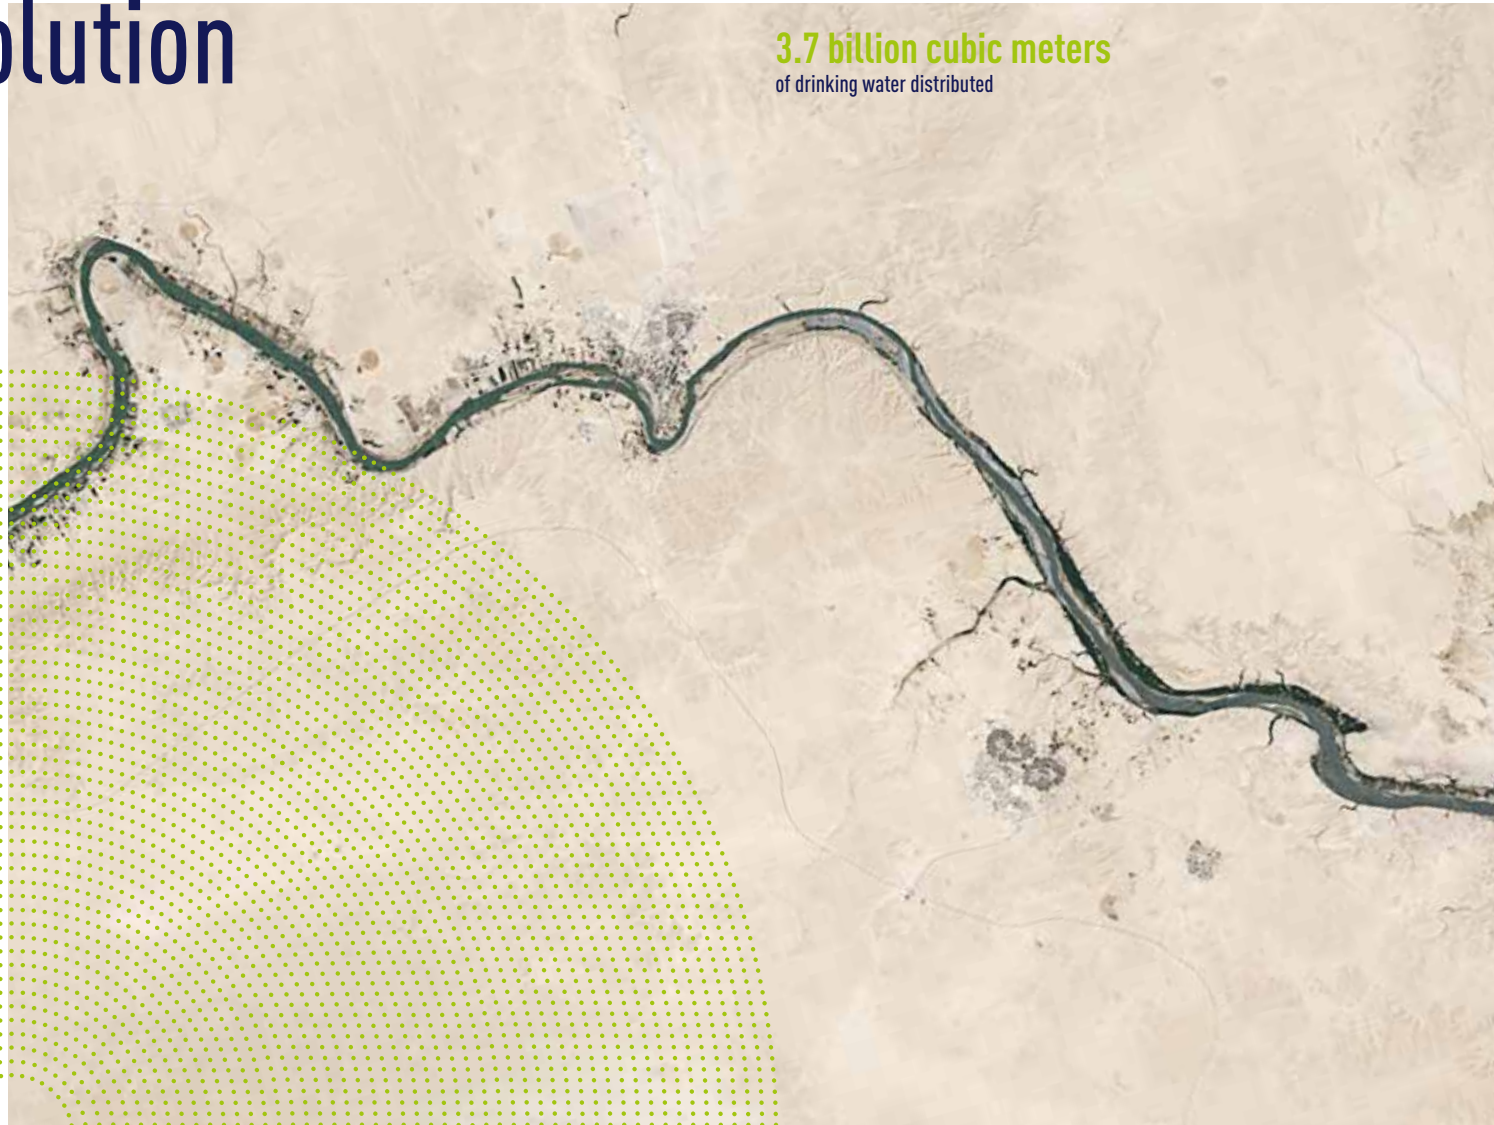 olution
3.7 billion cubic meters
of drinking water distributed